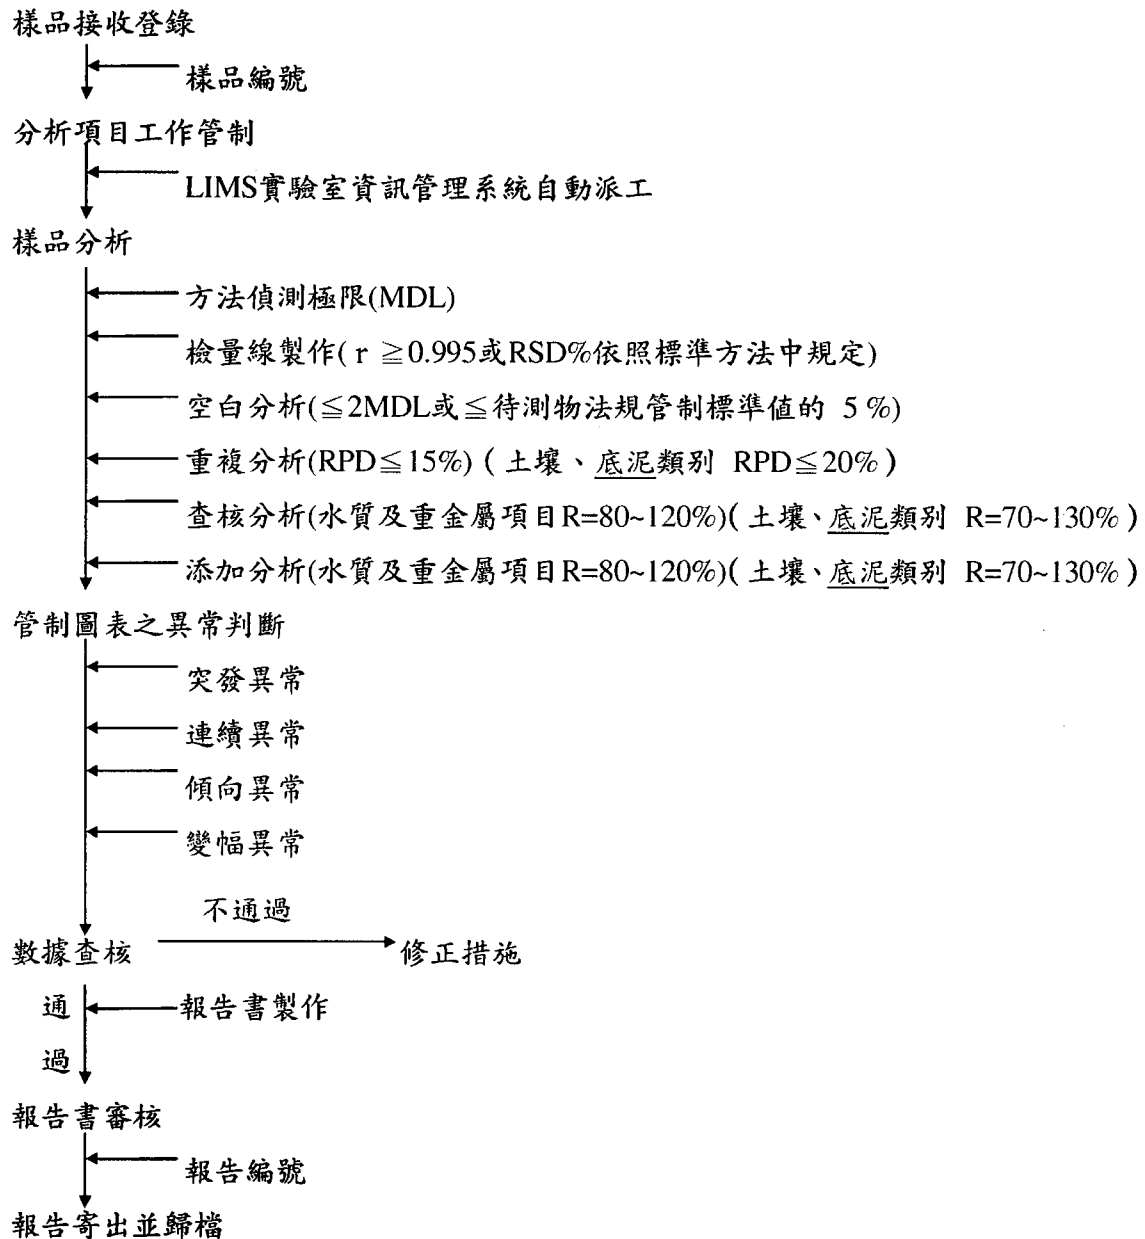 樣品接收登錄
樣品編號
分析項目工作管制
LIMS實驗室資訊管理系統自動派工
樣品分析
方法偵測極限(MDL)
檢量線製作( r ≧0.995或RSD%依照標準方法中規定)
空白分析(≦2MDL或≦待測物法規管制標準值的 5 %)
重複分析(RPD≦15%) ( 土壤、底泥類別 RPD≦20% )
查核分析(水質及重金屬項目R=80~120%)( 土壤、底泥類別 R=70~130% )
添加分析(水質及重金屬項目R=80~120%)( 土壤、底泥類別 R=70~130% )
管制圖表之異常判斷
突發異常
連續異常
傾向異常
變幅異常
不通過
數據查核 修正措施
通 報告書製作
過
報告書審核
報告編號
報告寄出並歸檔